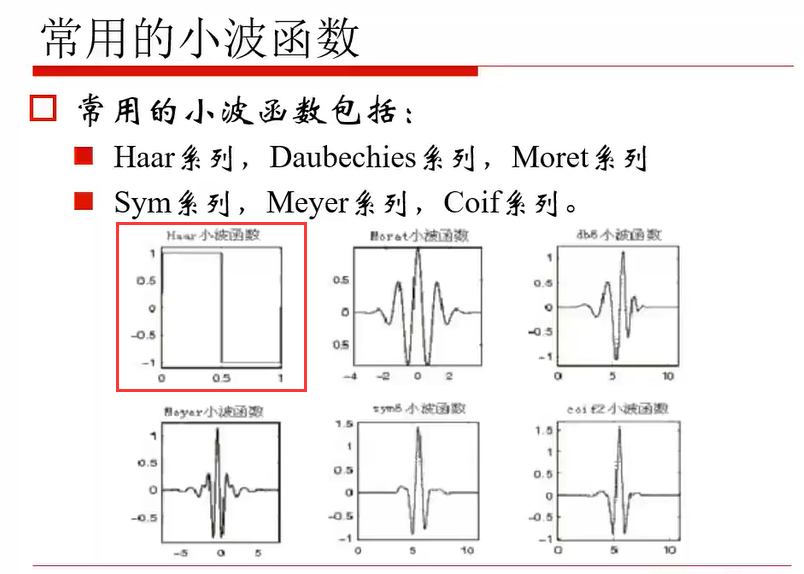 常用的小波函数
常用的小波函数包括：
Haar系列，Daubechies系列，Moret系列
Sym系列，Meyer系列，Coif系列。
Haar小波函数
1
0.5
0
-0.5
-1
0 0.5 1
Moret小波函数
0.5
0
0.5
-4 -2 0 2
db6小波函数
1
0.5
0
-0.5
-1
0 5 10
Meyer小波函数
1
0.5
0
-0.5
-5 0 5
sym6小波函数
1.5
1
0.5
0
-0.5
-1
0 5 10
coif2小波函数
1.5
1
0.5
0
-0.5
-1
0 5 10